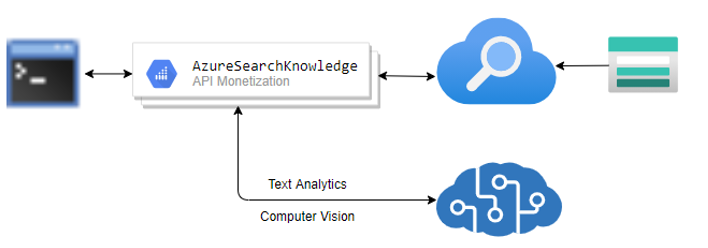 AzureSearchKnowledge
API Monetization
Text Analytics
Computer Vision